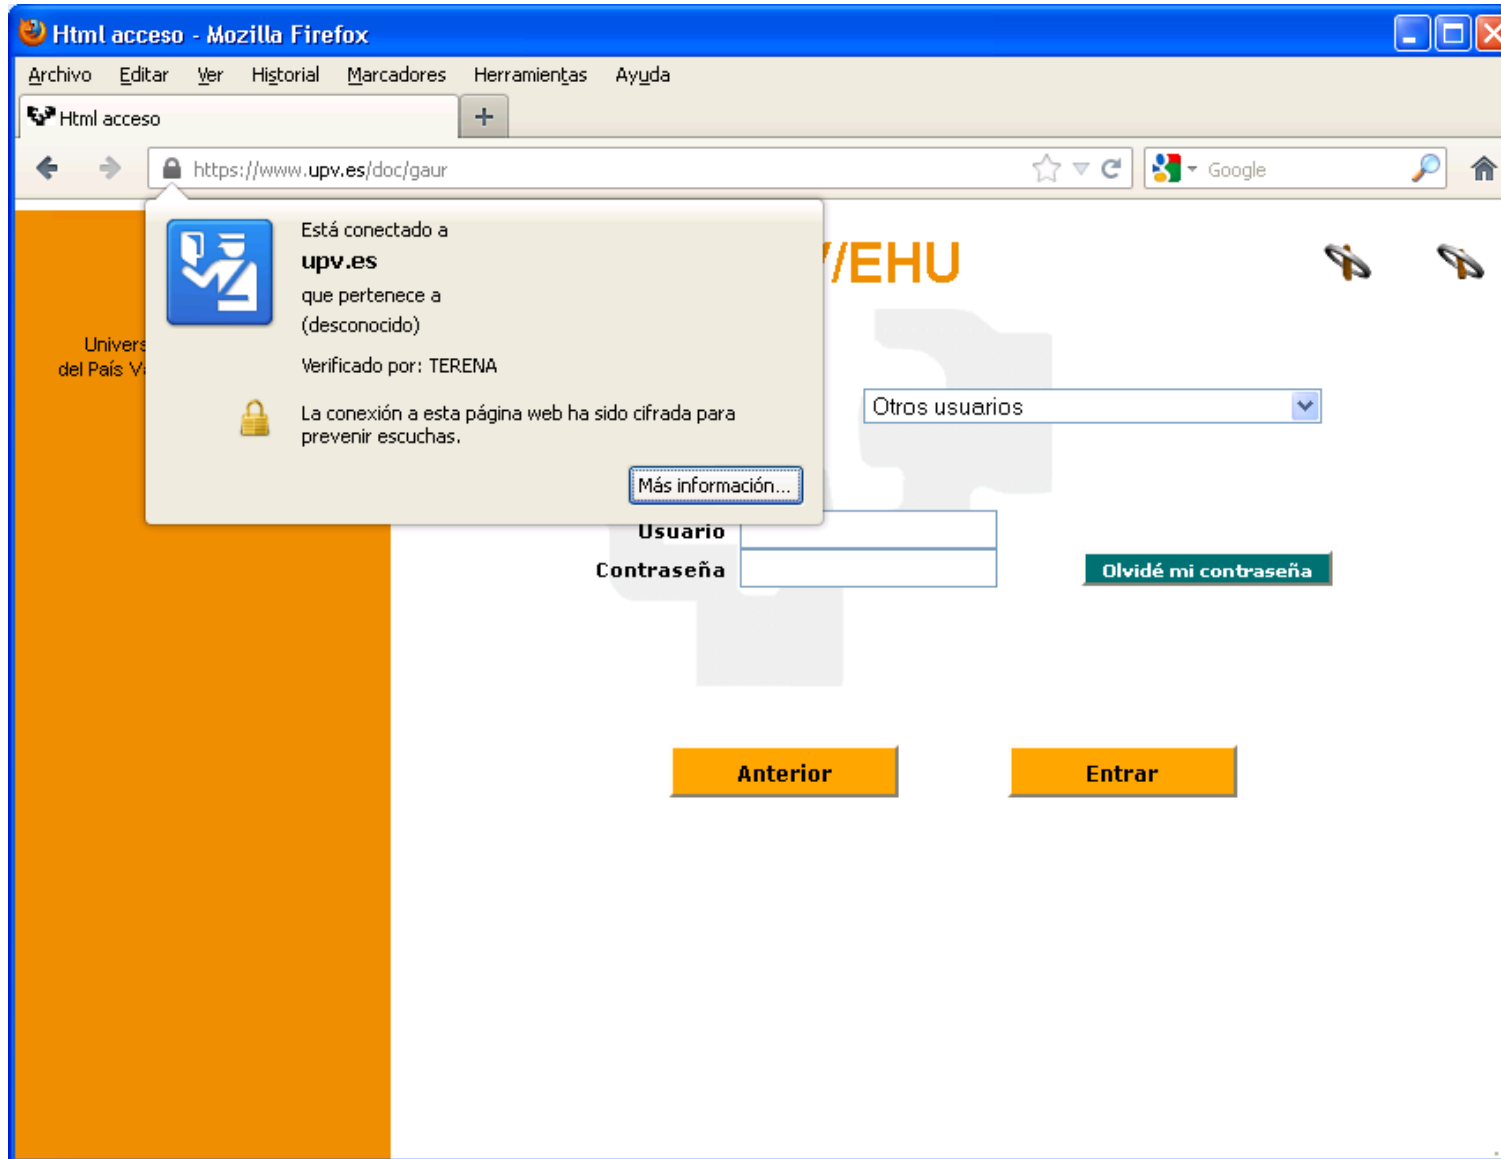 Html acceso - Mozilla Firefox
Archivo Editar Ver Historial Marcadores Herramientas Ayuda
Html acceso
https://www.upv.es/doc/gaur Google
Está conectado a
upv.es
que pertenece a
(desconocido)
Verificado por: TERENA
La conexión a esta página web ha sido cifrada para
prevenir escuchas.
Más información...
/EHU
del País
Otros usuarios
Usuario
Contraseña
Olvidé mi contraseña
Anterior Entrar